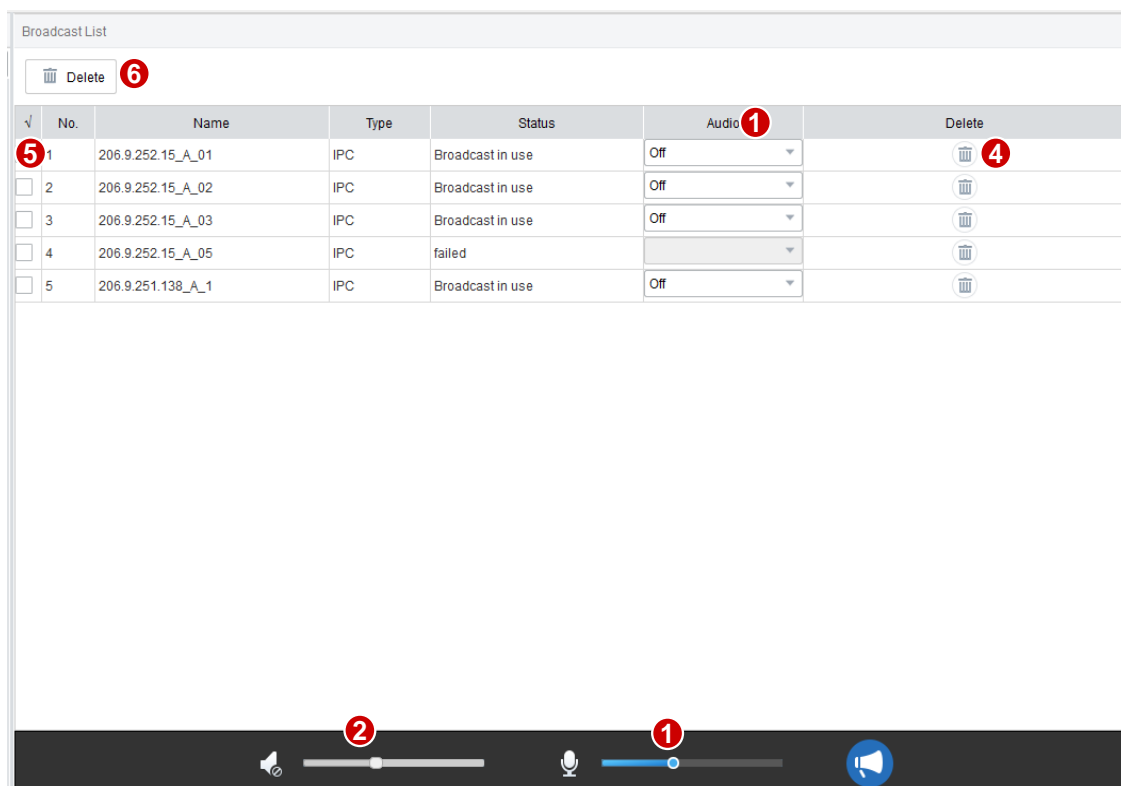 Broadcast List
Delete 6
√ No. Name Type Status Audio 1 Delete
5 1 206.9.252.15_A_01 IPC Broadcast in use Off 4
2 206.9.252.15_A_02 IPC Broadcast in use Off
3 206.9.252.15_A_03 IPC Broadcast in use Off
4 206.9.252.15_A_05 IPC failed
5 206.9.251.138_A_1 IPC Broadcast in use Off
2 1